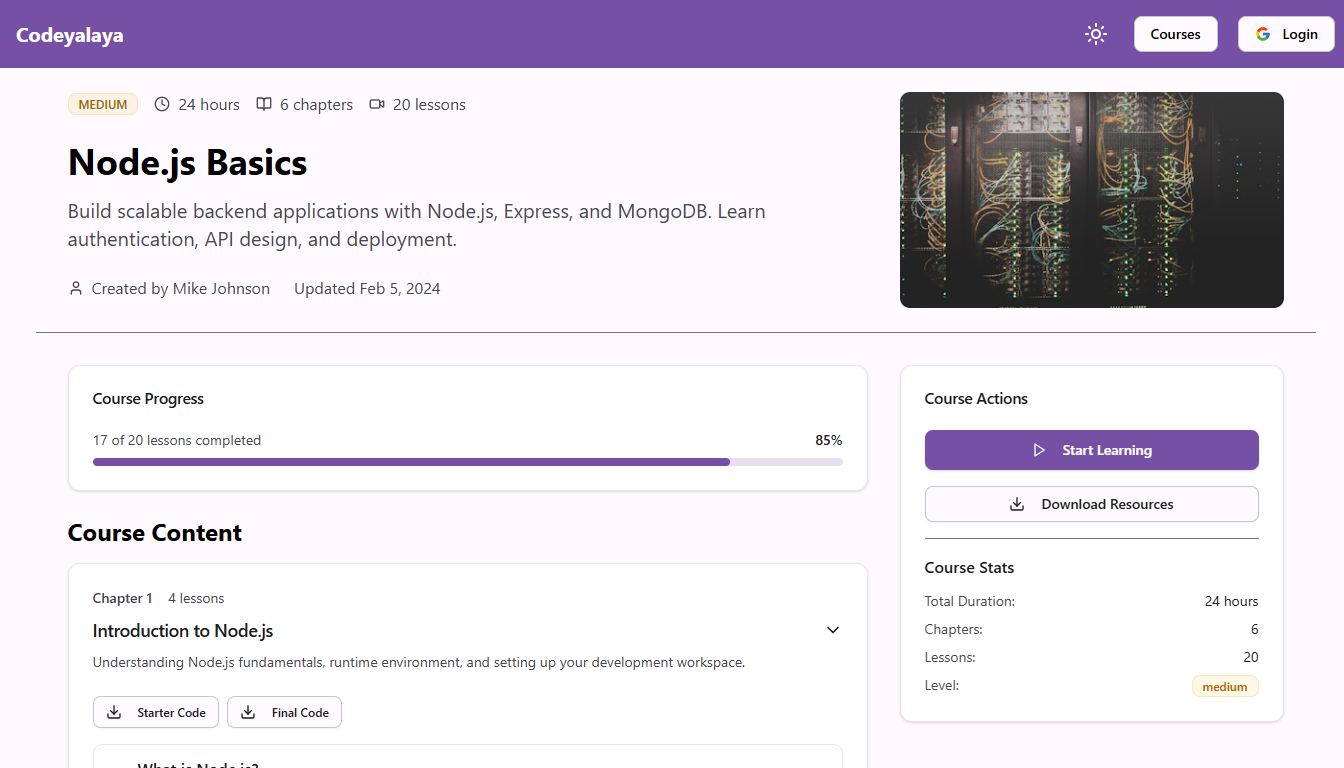 Codeyalaya
Courses
Login
MEDIUM 24 hours 6 chapters 20 lessons
Node.js Basics
Build scalable backend applications with Node.js, Express, and MongoDB. Learn
authentication, API design, and deployment.
Created by Mike Johnson Updated Feb 5, 2024
Course Progress
17 of 20 lessons completed 85%
Course Content
Chapter 1 4 lessons
Introduction to Node.js
Understanding Node.js fundamentals, runtime environment, and setting up your development workspace.
Starter Code Final Code
What is Node.js?
Course Actions
Start Learning
Download Resources
Course Stats
Total Duration: 24 hours
Chapters: 6
Lessons: 20
Level: medium